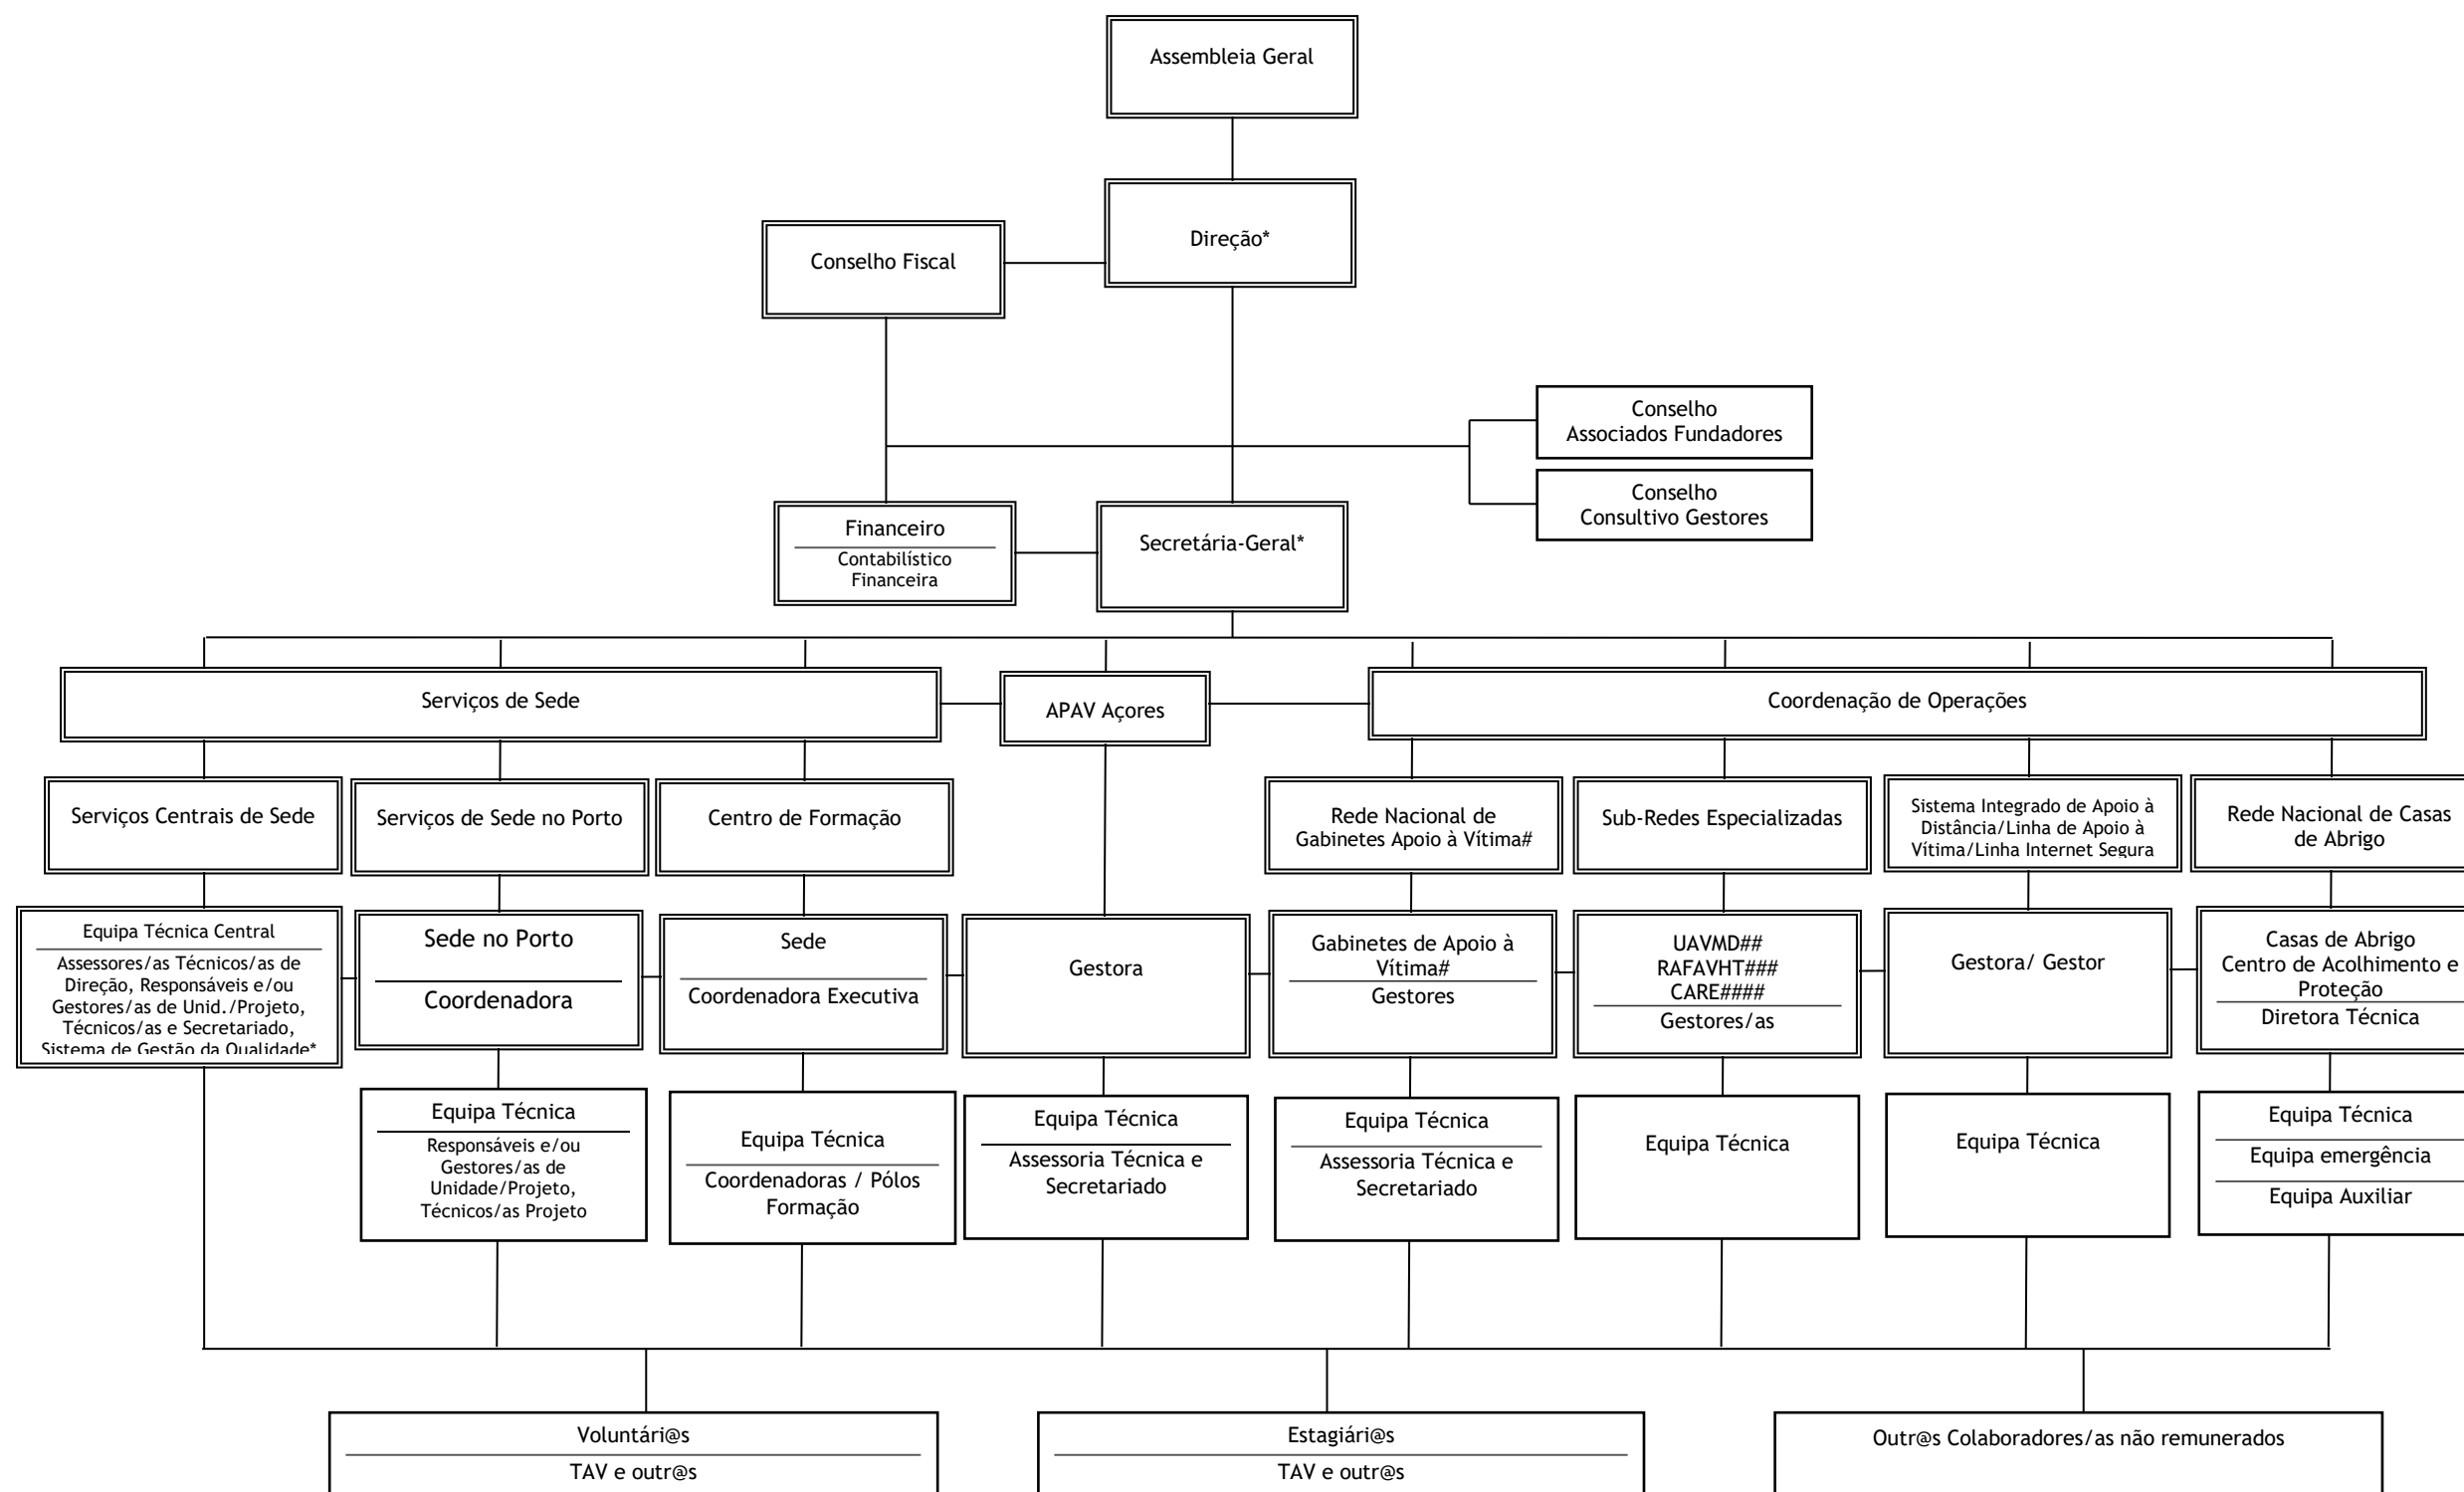 Assembleia Geral
Direção*
Conselho Fiscal
Conselho
Associados Fundadores
Conselho
Consultivo Gestores
Financeiro
Contabilístico
Financeira
Secretária-Geral*
Serviços de Sede
APAV Açores
Coordenação de Operações
Serviços Centrais de Sede
Serviços de Sede no Porto
Centro de Formação
Rede Nacional de
Gabinetes Apoio à Vítima#
Sub-Redes Especializadas
Sistema Integrado de Apoio à
Distância/Linha de Apoio à
Vítima/Linha Internet Segura
Rede Nacional de Casas
de Abrigo
Equipa Técnica Central
Assessores/as Técnicos/as de
Direção, Responsáveis e/ou
Gestores/as de Unid./Projeto,
Técnicos/as e Secretariado,
Sistema de Gestão da Qualidade*
Sede no Porto
Coordenadora
Sede
Coordenadora Executiva
Gestora
Gabinetes de Apoio à
Vítima#
Gestores
UAVMD##
RAFAVHT###
CARE####
Gestores/as
Gestora/ Gestor
Casas de Abrigo
Centro de Acolhimento e
Proteção
Diretora Técnica
Equipa Técnica
Responsáveis e/ou
Gestores/as de
Unidade/Projeto,
Técnicos/as Projeto
Equipa Técnica
Coordenadoras / Pólos
Formação
Equipa Técnica
Assessoria Técnica e
Secretariado
Equipa Técnica
Assessoria Técnica e
Secretariado
Equipa Técnica
Equipa Técnica
Equipa Técnica
Equipa emergência
Equipa Auxiliar
Voluntári@s
TAV e outr@s
Estagiári@s
TAV e outr@s
Outr@s Colaboradores/as não remunerados